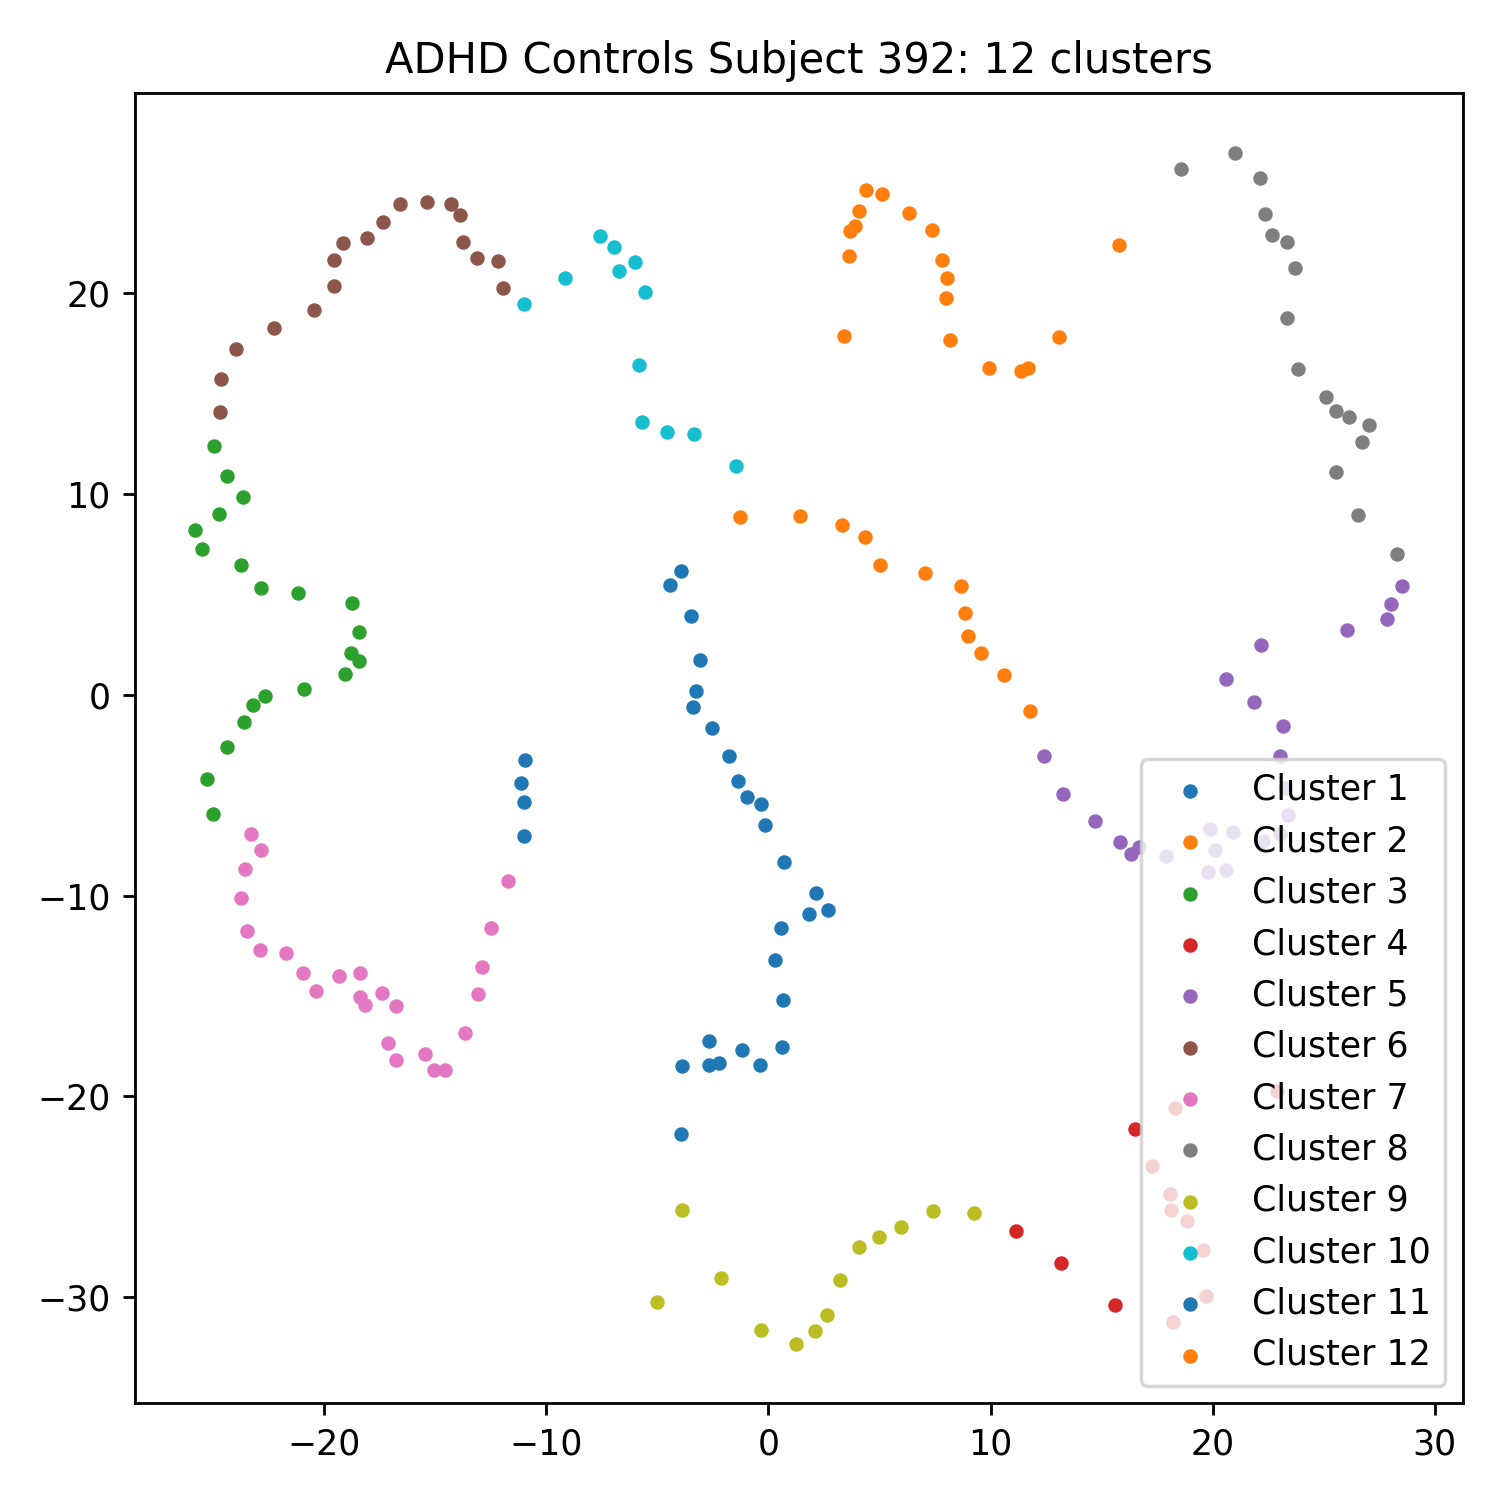 ADHD Controls Subject 392: 12 clusters
20
10
0
−10
−20
−30
−20
−10
0
10
20
30
Cluster 1
Cluster 2
Cluster 3
Cluster 4
Cluster 5
Cluster 6
Cluster 7
Cluster 8
Cluster 9
Cluster 10
Cluster 11
Cluster 12